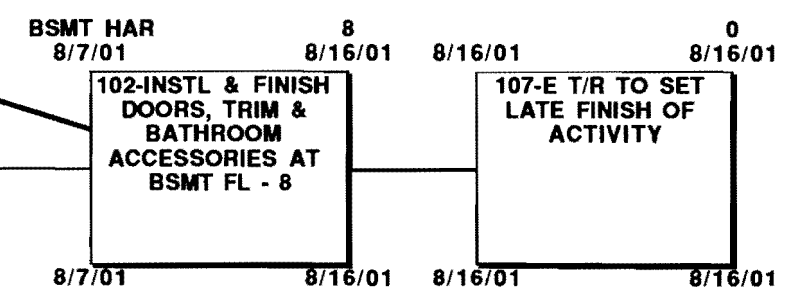 BSMT HAR 8 0
8/7/01 8/16/01 8/16/01 8/16/01
102-INSTL & FINISH
DOORS, TRIM &
BATHROOM
ACCESSORIES AT
BSMT FL - 8
107-E T/R TO SET
LATE FINISH OF
ACTIVITY
8/7/01 8/16/01 8/16/01 8/16/01